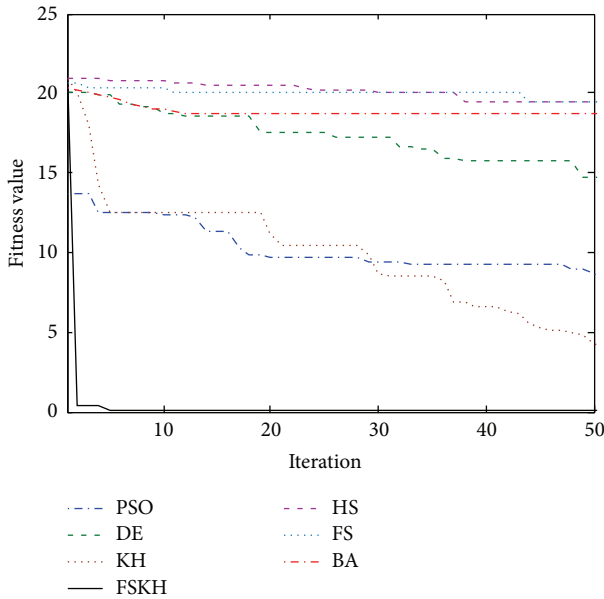 25
20
15
10
5
0
Fitness value
10
20
30
40
50
Iteration
PSO
HS
DE
FS
KH
BA
FSKH